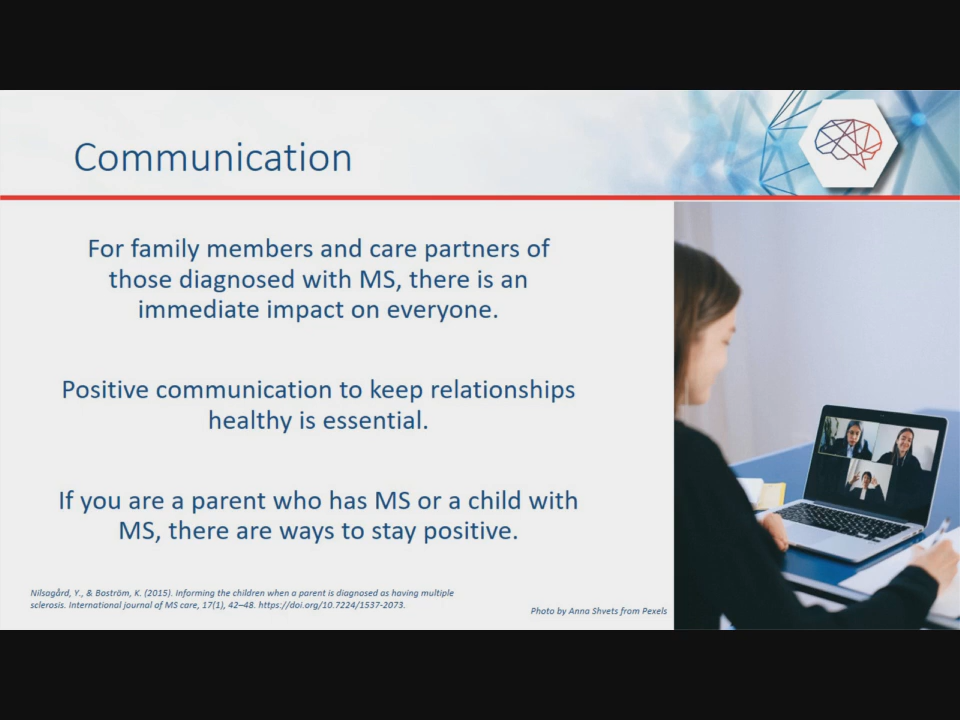 Communication
For family members and care partners of
those diagnosed with MS, there is an
immediate impact on everyone.
Positive communication to keep relationships
healthy is essential.
If you are a parent who has MS or a child with
MS, there are ways to stay positive.
Nilsagård, Y., & Boström, K. (2015). Informing the children when a parent is diagnosed as having multiple
sclerosis. International journal of MS care, 17(1), 42–48. https://doi.org/10.7224/1537-2073.
Photo by Anna Shvets from Pexels